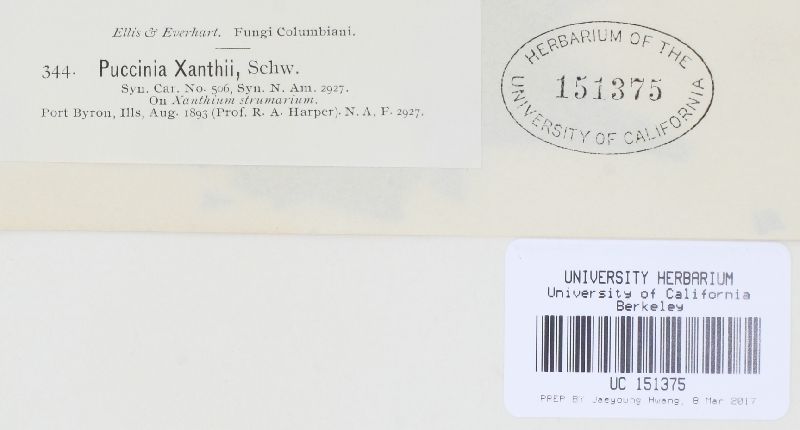 Ellis & Everhart. Fungi Columbiani.
344. Puccinia Xanthii, Schw.
Syn. Car. No. 506, Syn. N. Am. 2927.
On Xanthium strumarium.
Port Byron, Ills, Aug. 1893 (Prof. R. A. Harper). N. A. F. 2927.
HERBARIUM OF THE
151375
UNIVERSITY OF CALIFORNIA
UNIVERSITY HERBARIUM
University of California
Berkeley
UC 151375
PREP BY Jaeyoung Hwang, 8 Mar 2017